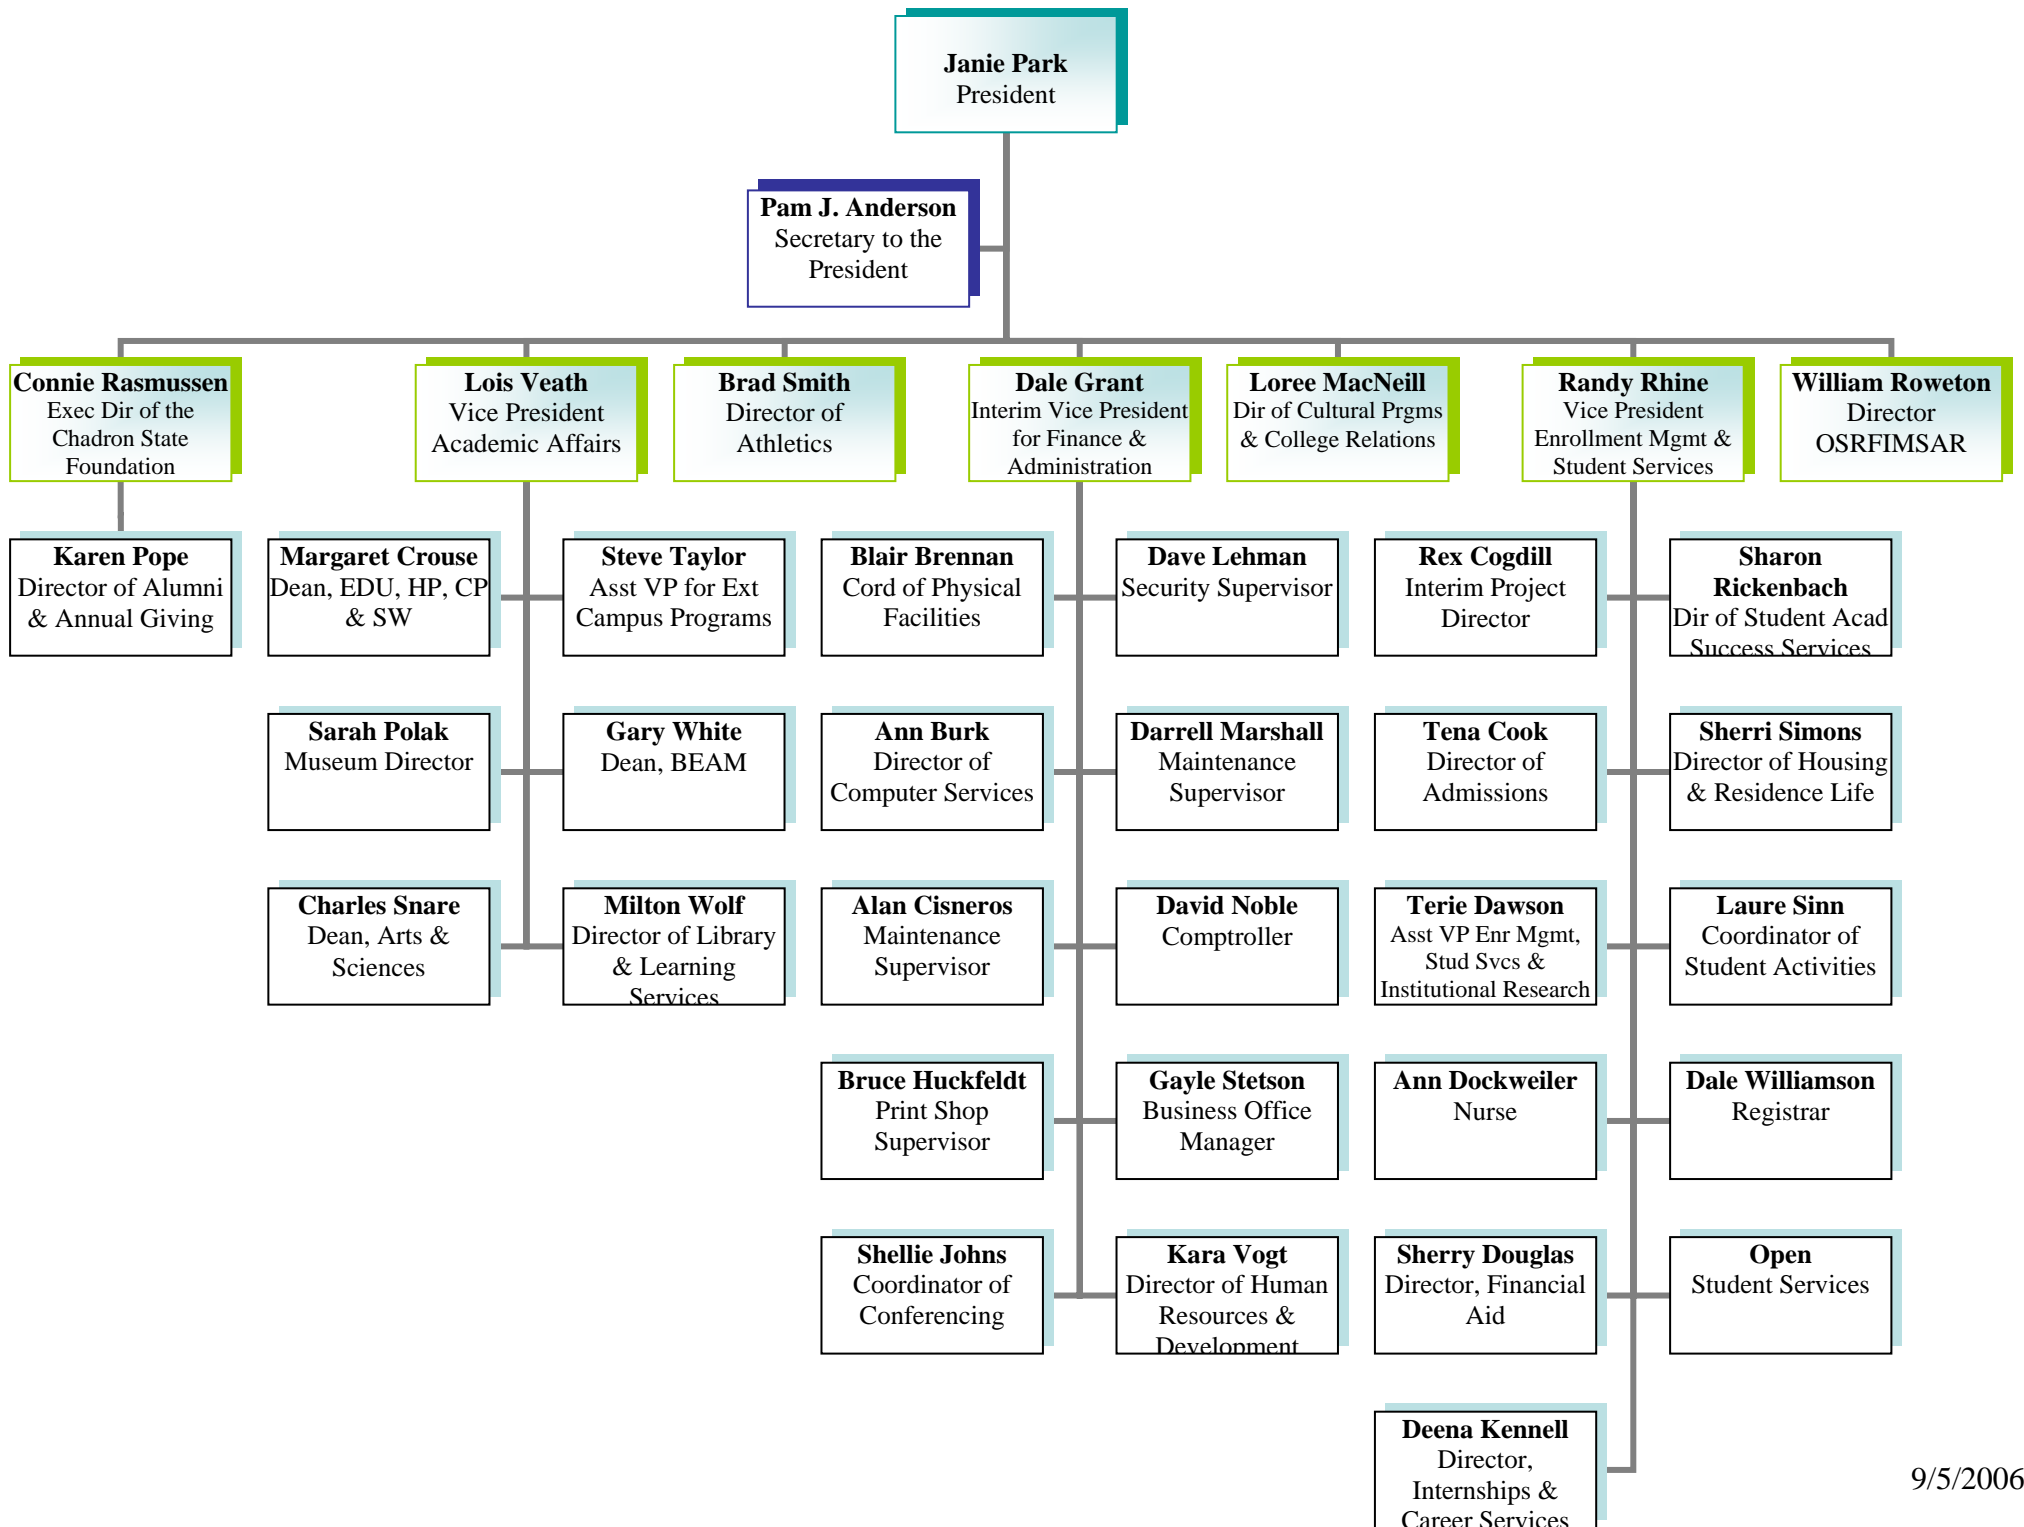 Janie Park
President
Pam J. Anderson
Secretary to the
President
Connie Rasmussen
Exec Dir of the
Chadron State
Foundation
Lois Veath
Vice President
Academic Affairs
Brad Smith
Director of
Athletics
Dale Grant
Interim Vice President
for Finance &
Administration
Loree MacNeill
Dir of Cultural Prgms
& College Relations
Randy Rhine
Vice President
Enrollment Mgmt &
Student Services
William Roweton
Director
OSRFIMSAR
Karen Pope
Director of Alumni
& Annual Giving
Margaret Crouse
Dean, EDU, HP, CP
& SW
Steve Taylor
Asst VP for Ext
Campus Programs
Blair Brennan
Cord of Physical
Facilities
Dave Lehman
Security Supervisor
Rex Cogdill
Interim Project
Director
Sharon
Rickenbach
Dir of Student Acad
Success Services
Sarah Polak
Museum Director
Gary White
Dean, BEAM
Ann Burk
Director of
Computer Services
Darrell Marshall
Maintenance
Supervisor
Tena Cook
Director of
Admissions
Sherri Simons
Director of Housing
& Residence Life
Charles Snare
Dean, Arts &
Sciences
Milton Wolf
Director of Library
& Learning
Services
Alan Cisneros
Maintenance
Supervisor
David Noble
Comptroller
Terie Dawson
Asst VP Enr Mgmt,
Stud Svcs &
Institutional Research
Laure Sinn
Coordinator of
Student Activities
Bruce Huckfeldt
Print Shop
Supervisor
Gayle Stetson
Business Office
Manager
Ann Dockweiler
Nurse
Dale Williamson
Registrar
Shellie Johns
Coordinator of
Conferencing
Kara Vogt
Director of Human
Resources &
Development
Sherry Douglas
Director, Financial
Aid
Open
Student Services
Deena Kennell
Director,
Internships &
Career Services
9/5/2006